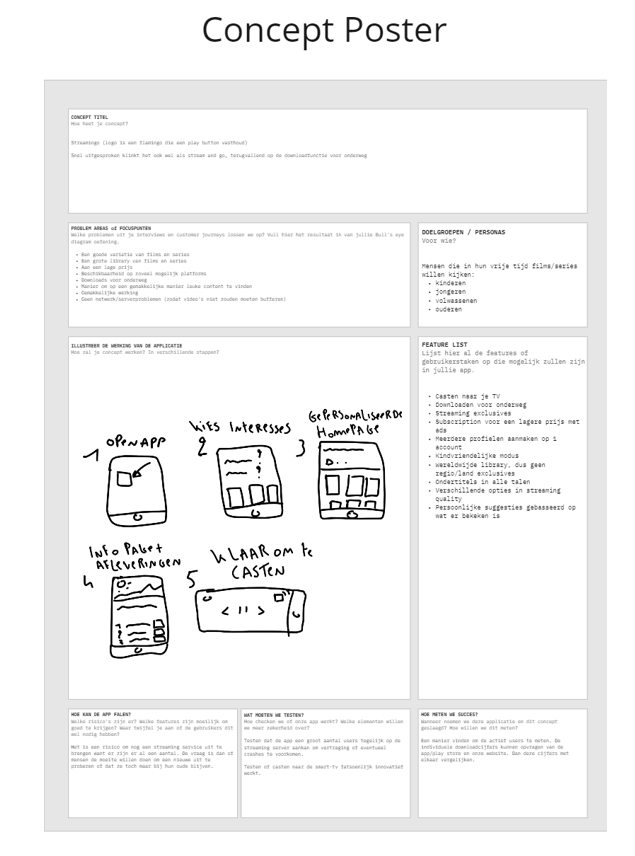 Concept Poster
CONCEPT TITEL
Hoe heet je concept?
Streamingo (logo is een flamingo die een play button vasthoud)
Snel uitgesproken klinkt het ook wel als stream and go, terugvallend op de downloadfunctie voor onderweg
PROBLEM AREAS of FOCUSPUNTEN
Welke problemen uit je interviews en customer journeys lossen we op? Vul hier het resultaat in van jullie Bull's eye
diagram oefening.
• Een goede variatie van films en series
• Een grote library van films en series
• Aan een lage prijs
• Beschikbaarheid op zoveel mogelijk platforms
• Downloads voor onderweg
• Manier om op een gemakkelijke manier leuke content te vinden
• Gemakkelijke werking
• Geen netwerk/serverproblemen (zodat video's niet zouden moeten bufferen)
DOELGROEPEN / PERSONAS
Voor wie?
Mensen die in hun vrije tijd films/series
willen kijken:
• kinderen
• jongeren
• volwassenen
• ouderen
ILLUSTREER DE WERKING VAN DE APPLICATIE
Hoe zal je concept werken? In verschillende stappen?
1 OPEN APP
2 Kies INTERESSES
3 GEPERSONALISEERDE
HOMEPAGE
4 INFO PAGE+
AFLEVERINGEN
5 KLAAR OM te
CASTEN
FEATURE LIST
Lijst hier al de features of
gebruikerstaken op die mogelijk zullen zijn
in jullie app.
• Casten naar je TV
• Downloaden voor onderweg
• Streaming exclusives
• Subscription voor een lagere prijs met
ads
• Meerdere profielen aanmaken op 1
account
• Kindvriendelijke modus
• Wereldwijde library, dus geen
regio/land exclusives
• Ondertitels in alle talen
• Verschillende opties in streaming
quality
• Persoonlijke suggesties gebasseerd op
wat er bekeken is
HOE KAN DE APP FALEN?
Welke risico's zijn er? Welke features zijn moeilijk om
goed te krijgen? Waar twijfel je aan of de gebruikers dit
wel nodig hebben?
Het is een risico om nog een streaming service uit te
brengen want er zijn er al een aantal. De vraag is dan of
mensen de moeite willen doen om een nieuwe uit te
proberen of dat ze toch maar bij hun oude blijven.
WAT MOETEN WE TESTEN?
Hoe checken we of onze app werkt? Welke elementen willen
we meer zekerheid over?
Testen dat de app een groot aantal users tegelijk op de
streaming server aankan om vertraging of eventueel
crashes te voorkomen.
Testen of casten naar de smart-tv fatsoenlijk innovatief
werkt.
HOE METEN WE SUCCES?
Wanneer noemen we deze applicatie en dit concept
geslaagd? Hoe willen we dit meten?
Een manier vinden om de actief users te meten. De
individuele downloadcijfers kunnen opvragen van de
app/play store en onze website. Dan deze cijfers met
elkaar vergelijken.